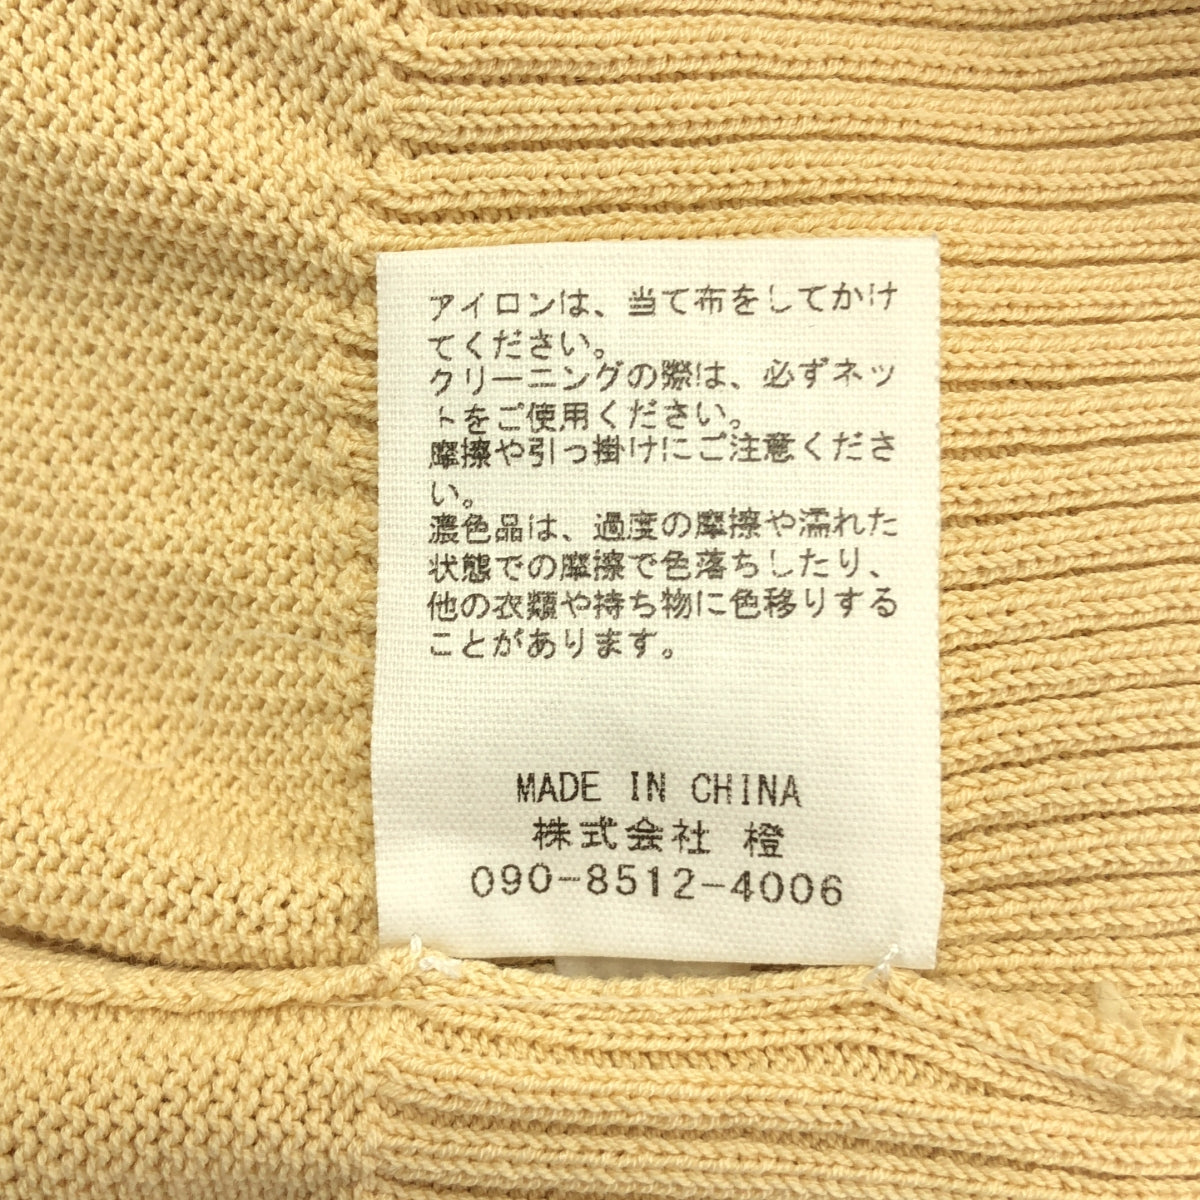 アイロンは、当て布をしてかけ
てください。
クリーニングの際は、必ずネッ
トをご使用ください。
摩擦や引っ掛けにご注意くださ
い。
濃色品は、過度の摩擦や濡れた
状態での摩擦で色落ちしたり、
他の衣類や持ち物に色移りする
ことがあります。
MADE IN CHINA
株式会社 橙
090-8512-4006